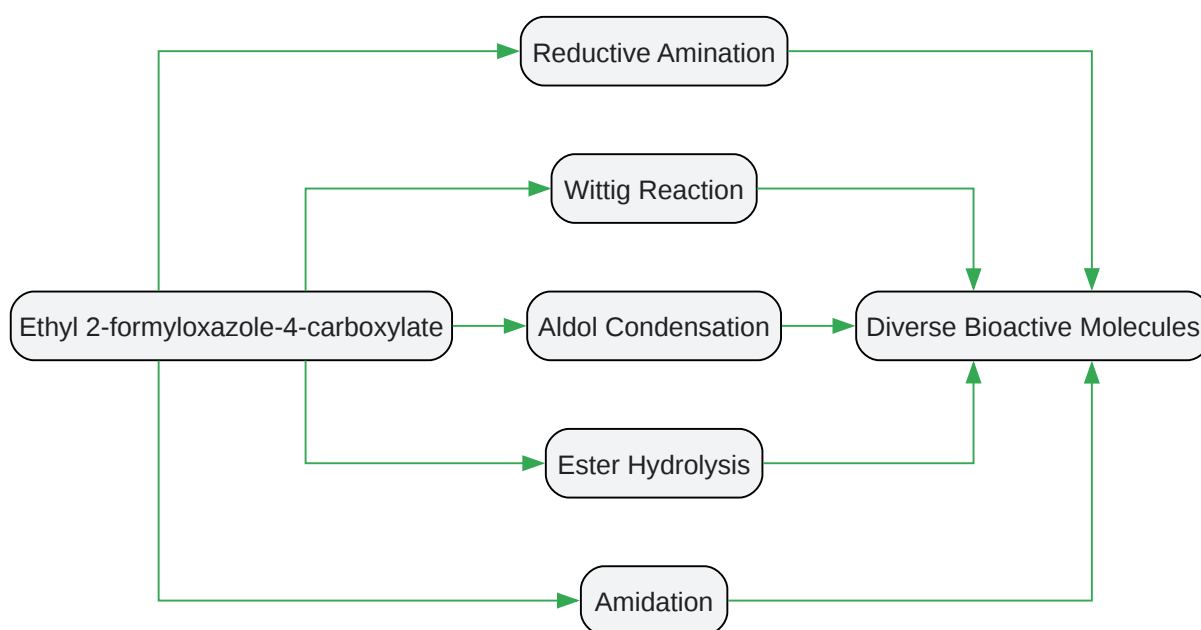 Reductive Amination
Wittig Reaction
Ethyl 2-formyloxazole-4-carboxylate
Aldol Condensation
Diverse Bioactive Molecules
Ester Hydrolysis
Amidation